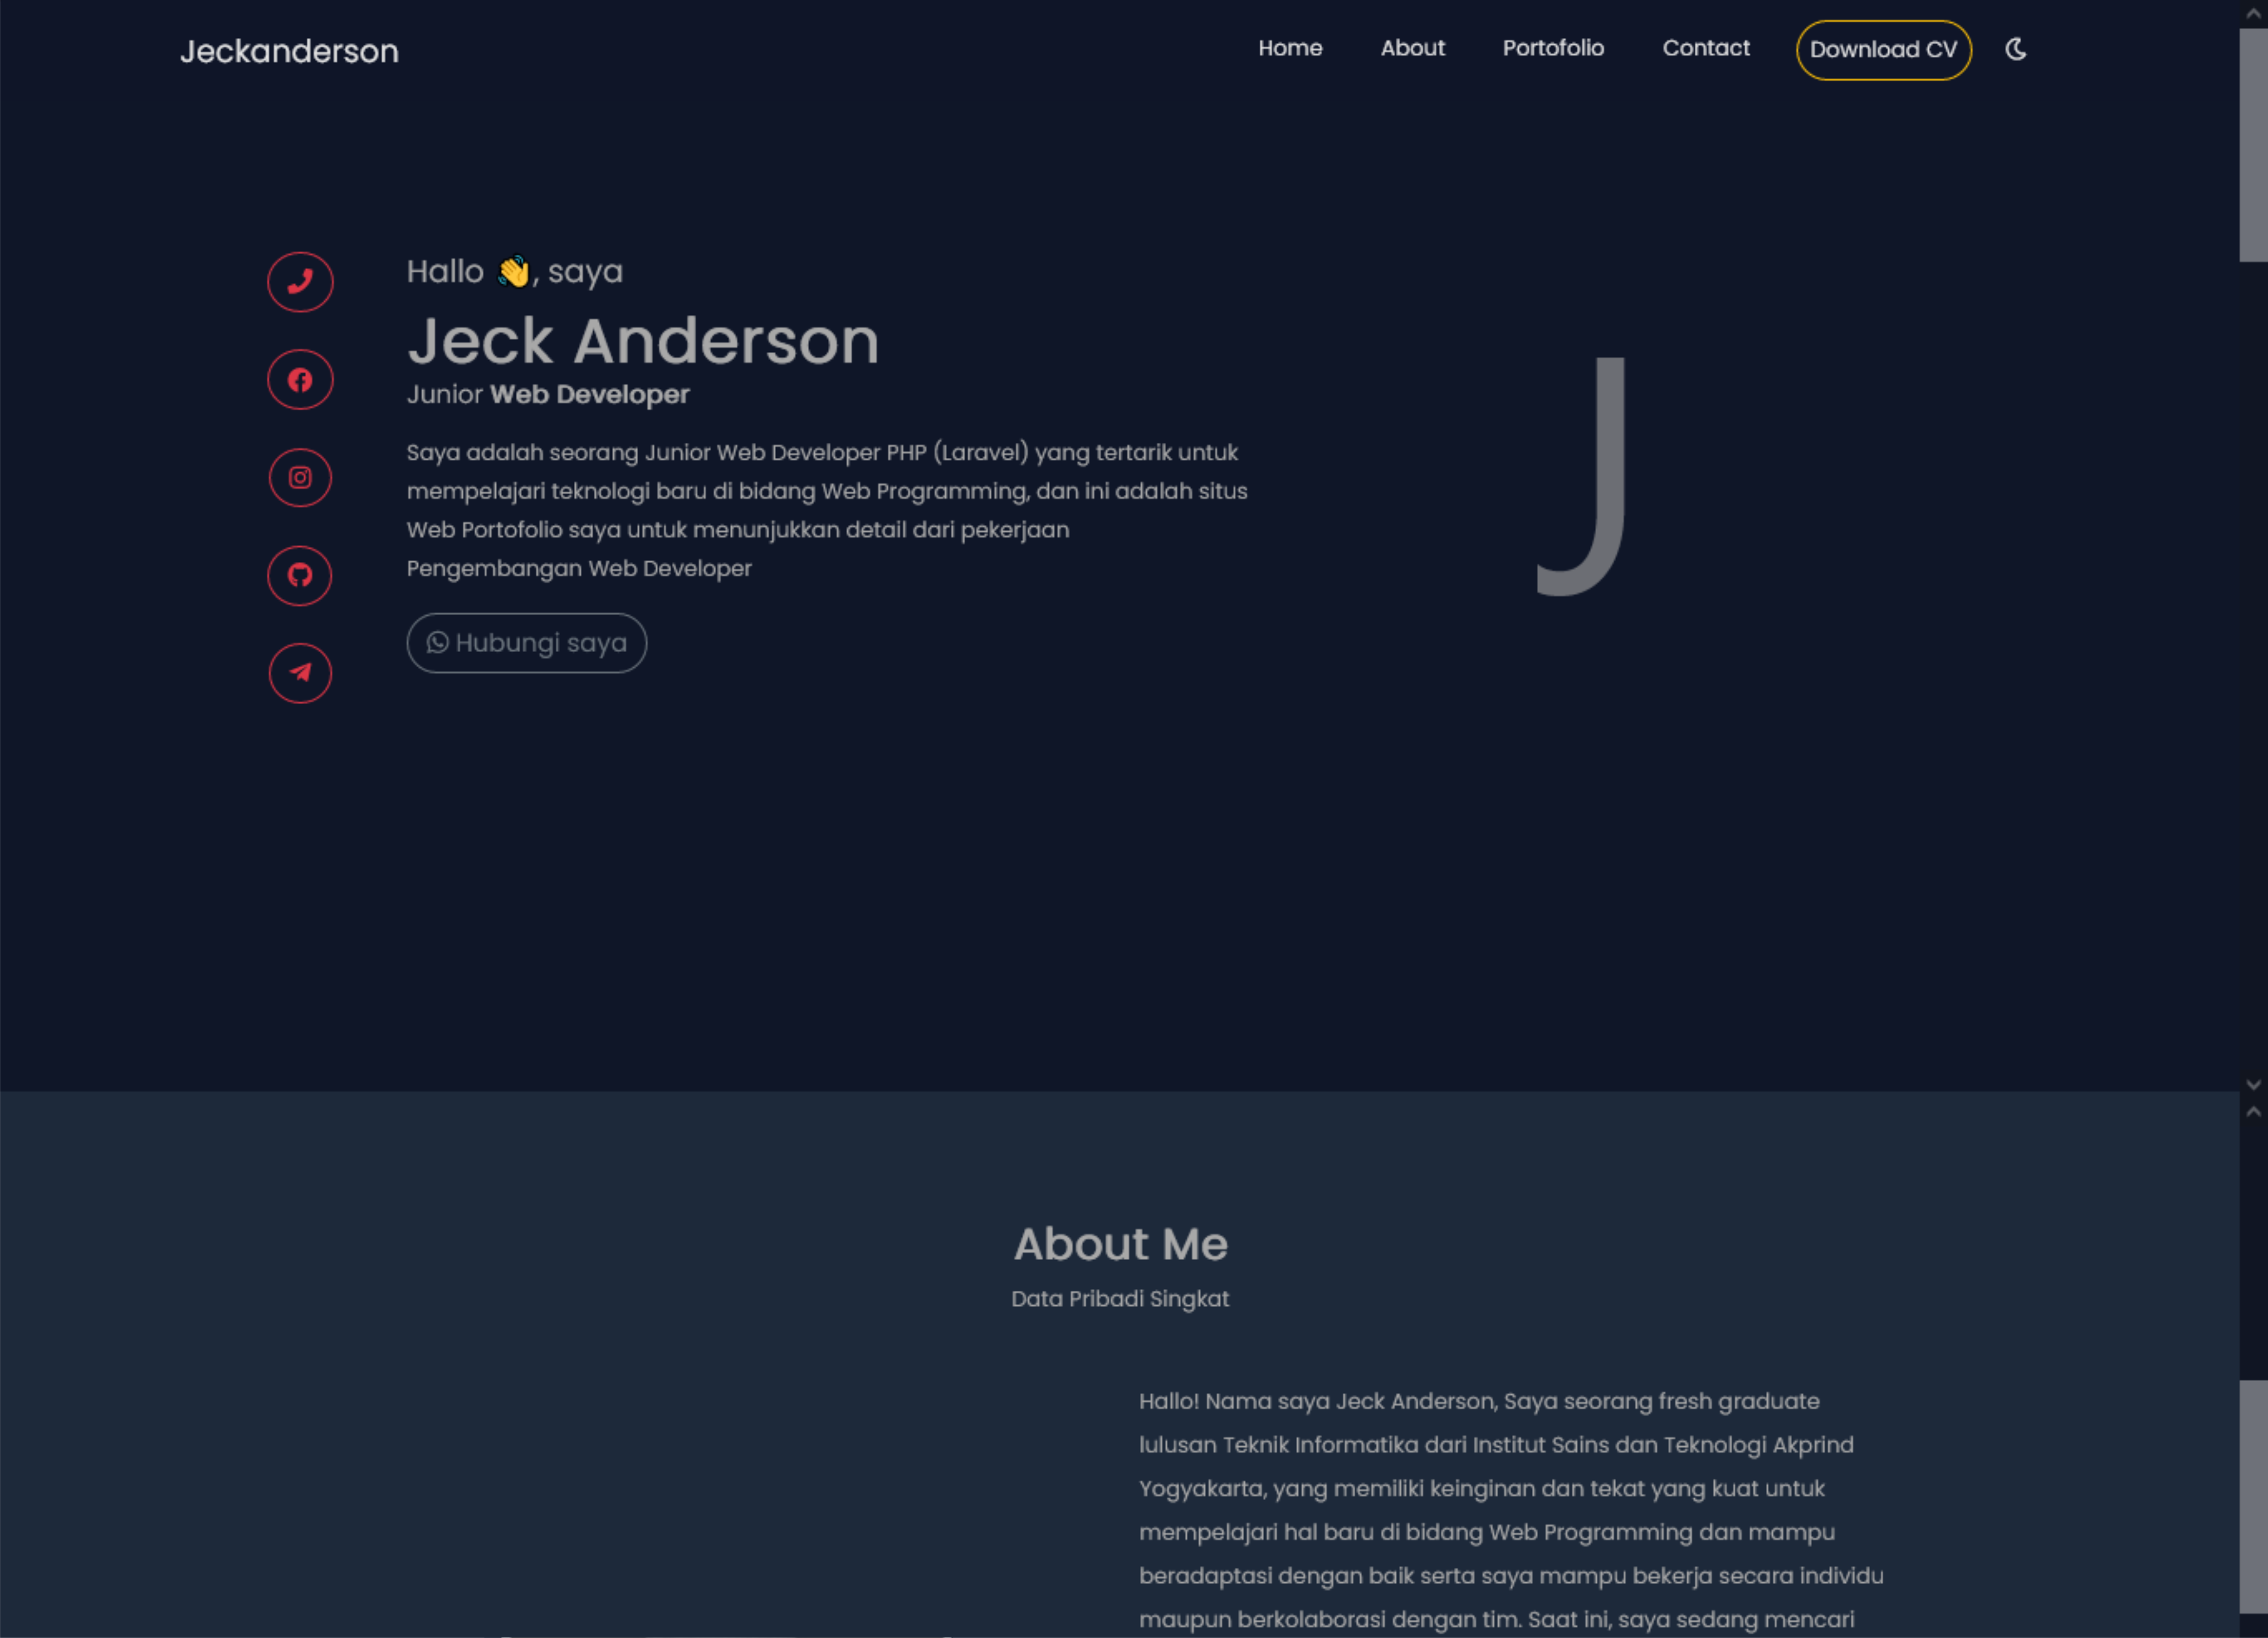 Jeckanderson
Home About Portofolio Contact Download CV
Hallo 👋, saya
Jeck Anderson
Junior Web Developer
Saya adalah seorang Junior Web Developer PHP (Laravel) yang tertarik untuk
mempelajari teknologi baru di bidang Web Programming, dan ini adalah situs
Web Portofolio saya untuk menunjukkan detail dari pekerjaan
Pengembangan Web Developer
Hubungi saya
J
About Me
Data Pribadi Singkat
Hallo! Nama saya Jeck Anderson, Saya seorang fresh graduate
lulusan Teknik Informatika dari Institut Sains dan Teknologi Akprind
Yogyakarta, yang memiliki keinginan dan tekat yang kuat untuk
mempelajari hal baru di bidang Web Programming dan mampu
beradaptasi dengan baik serta saya mampu bekerja secara individu
maupun berkolaborasi dengan tim. Saat ini, saya sedang mencari